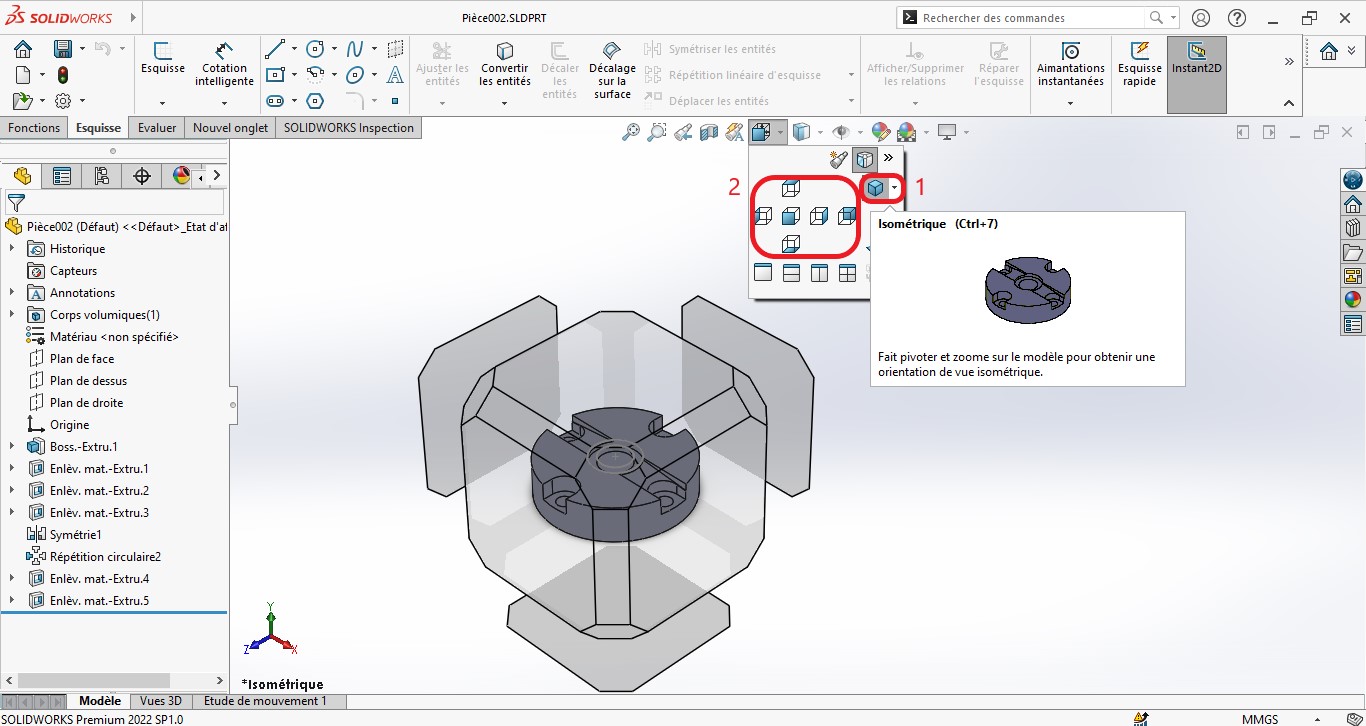 SOLIDWORKS
Pièce002.SLDPRT
Rechercher des commandes
Esquisse
Cotation
intelligente
Ajuster les
entités
Convertir
les entités
Décaler
les
entités
Décalage
sur la
surface
Symétriser les entités
Répétition linéaire d'esquisse
Déplacer les entités
Afficher/Supprimer
les relations
Réparer
l'esquisse
Aimantations
instantanées
Esquisse
rapide
Instant2D
Fonctions
Esquisse
Evaluer
Nouvel onglet
SOLIDWORKS Inspection
2
1
Isométrique (Ctrl+7)
Fait pivoter et zoome sur le modèle pour obtenir une
orientation de vue isométrique.
Pièce002 (Défaut) <<Défaut>_Etat d'af
Historique
Capteurs
Annotations
Corps volumiques(1)
Matériau <non spécifié>
Plan de face
Plan de dessus
Plan de droite
Origine
Boss.-Extru.1
Enlèv. mat.-Extru.1
Enlèv. mat.-Extru.2
Enlèv. mat.-Extru.3
Symétrie1
Répétition circulaire2
Enlèv. mat.-Extru.4
Enlèv. mat.-Extru.5
Y
Z
X
*Isométrique
Modèle
Vues 3D
Etude de mouvement 1
SOLIDWORKS Premium 2022 SP1.0
MMGS